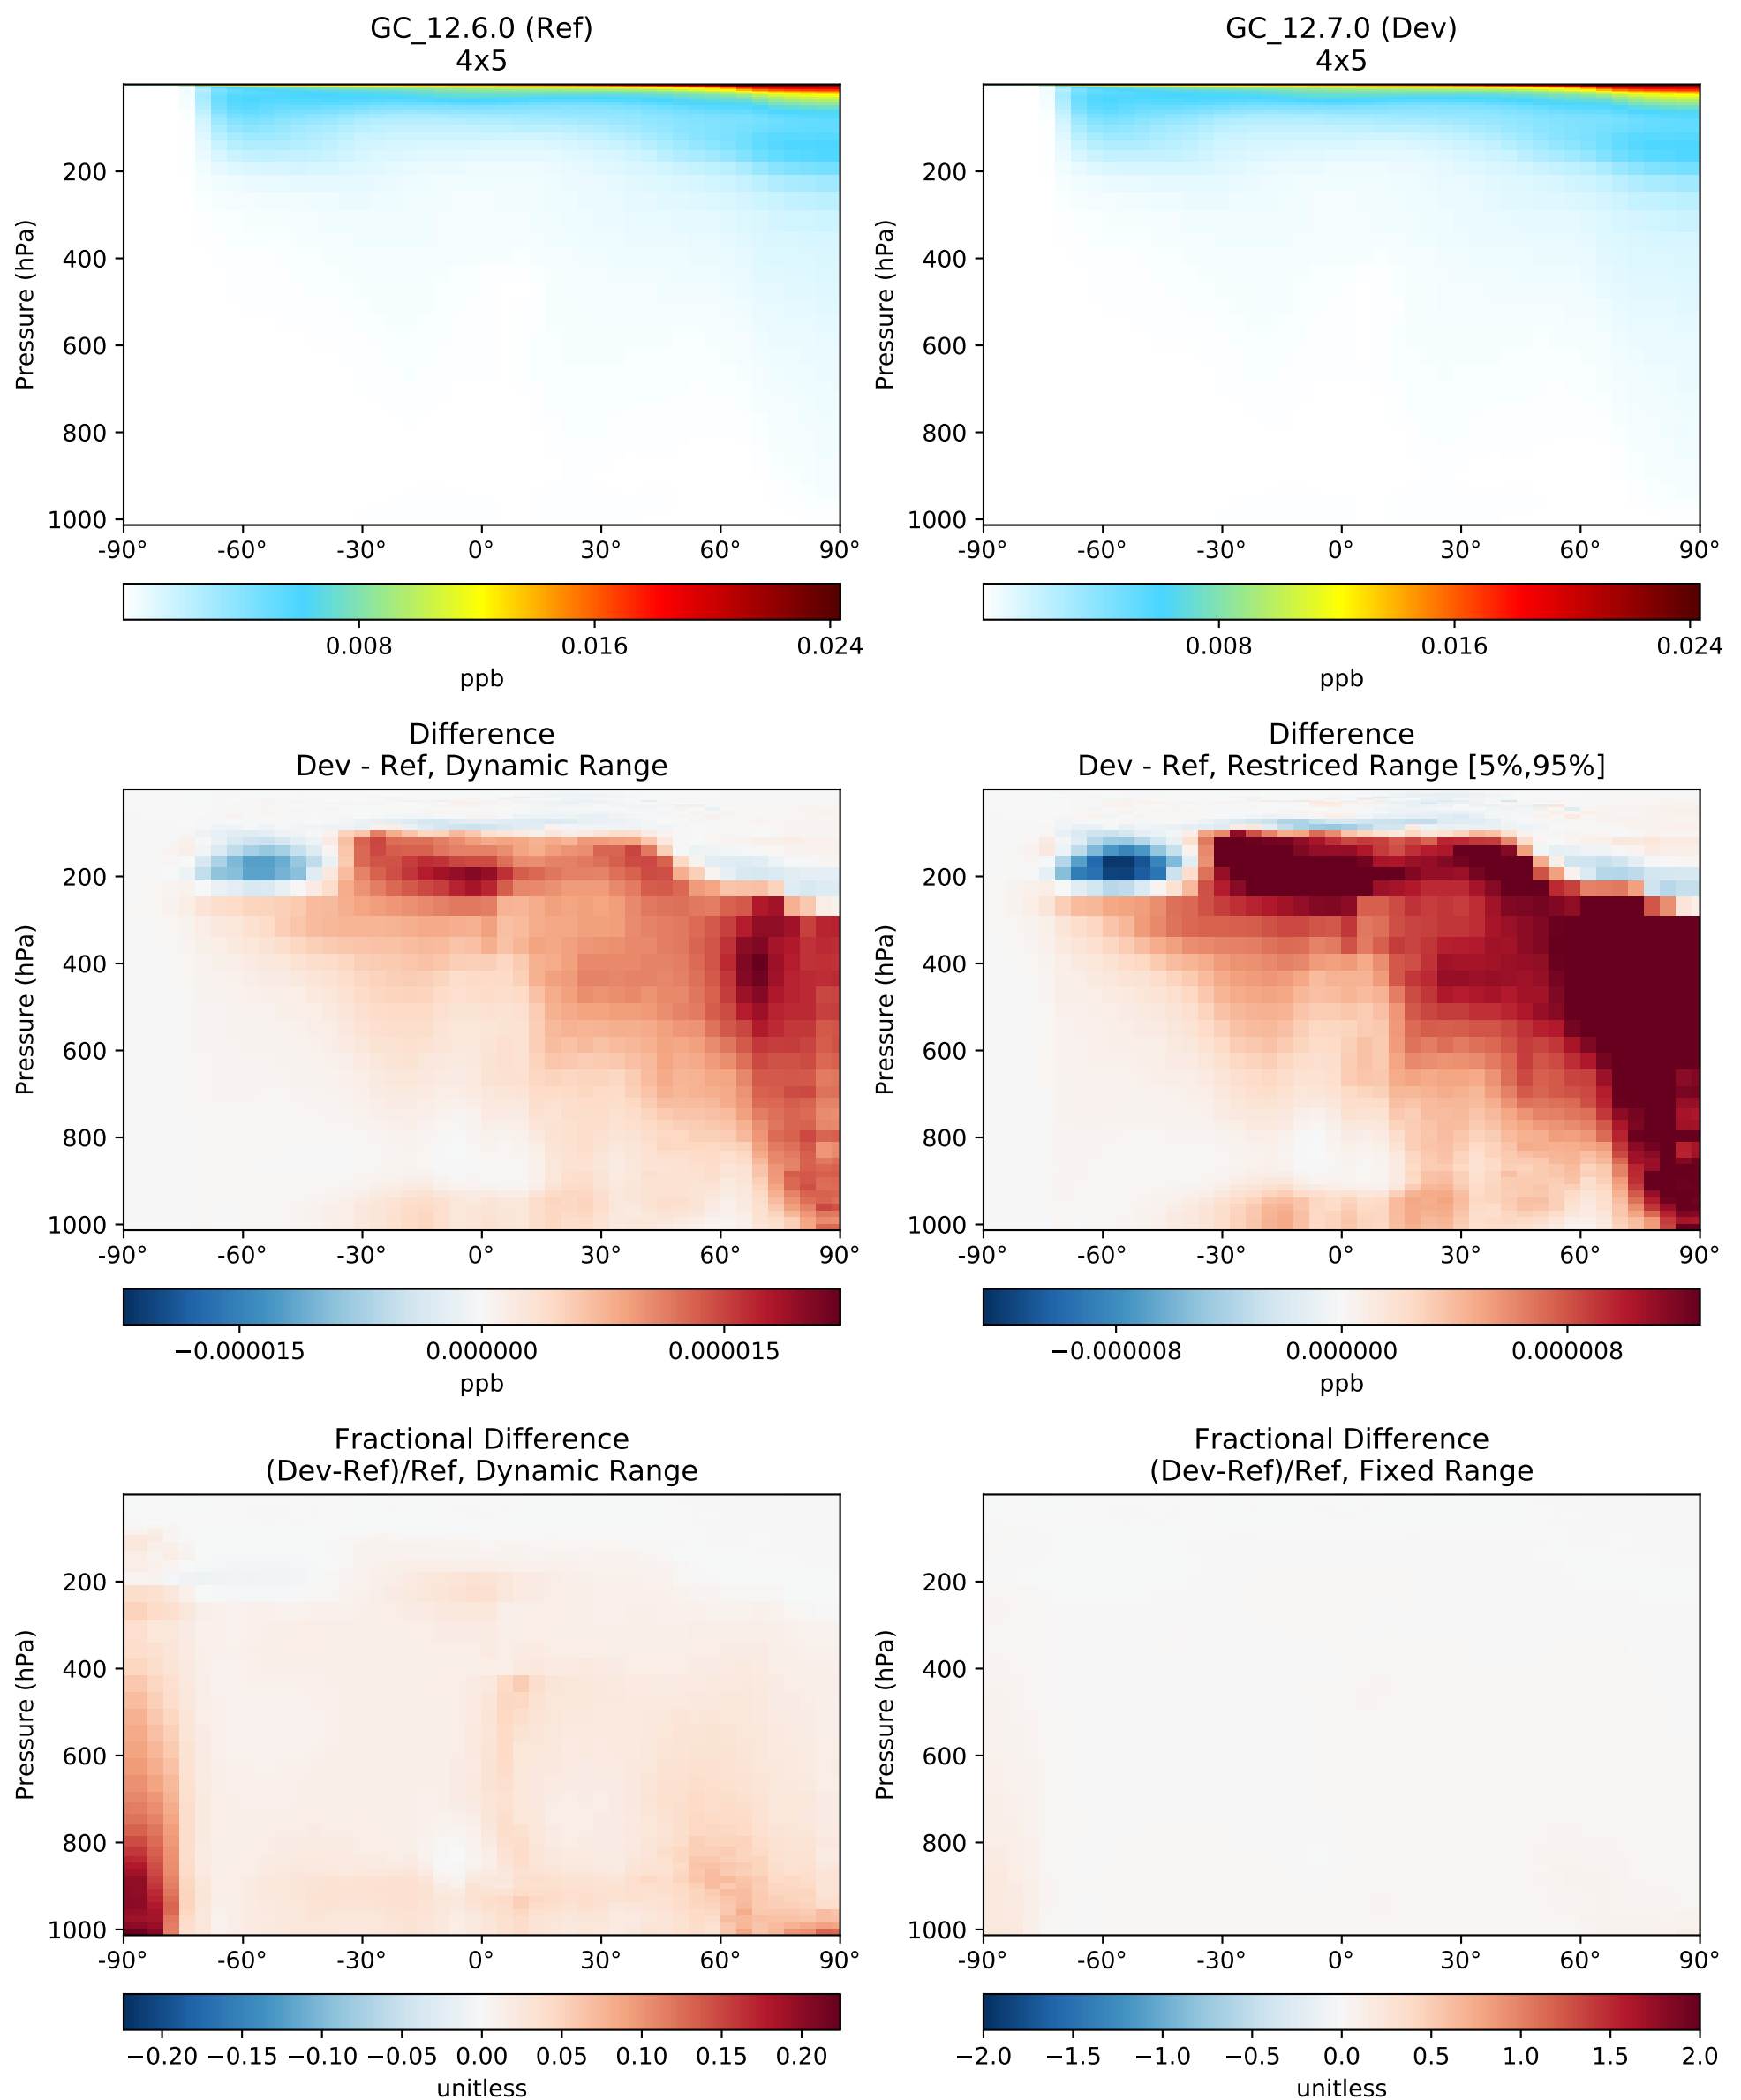 GC_12.6.0 (Ref)
4x5
Pressure (hPa)
200
400
600
800
1000
-90° -60° -30° 0° 30° 60° 90°
0.008 0.016 0.024
ppb
GC_12.7.0 (Dev)
4x5
Pressure (hPa)
200
400
600
800
1000
-90° -60° -30° 0° 30° 60° 90°
0.008 0.016 0.024
ppb
Difference
Dev - Ref, Dynamic Range
Pressure (hPa)
200
400
600
800
1000
-90° -60° -30° 0° 30° 60° 90°
−0.000015 0.000000 0.000015
ppb
Difference
Dev - Ref, Restriced Range [5%,95%]
Pressure (hPa)
200
400
600
800
1000
-90° -60° -30° 0° 30° 60° 90°
−0.000008 0.000000 0.000008
ppb
Fractional Difference
(Dev-Ref)/Ref, Dynamic Range
Pressure (hPa)
200
400
600
800
1000
-90° -60° -30° 0° 30° 60° 90°
−0.20 −0.15 −0.10 −0.05 0.00 0.05 0.10 0.15 0.20
unitless
Fractional Difference
(Dev-Ref)/Ref, Fixed Range
Pressure (hPa)
200
400
600
800
1000
-90° -60° -30° 0° 30° 60° 90°
−2.0 −1.5 −1.0 −0.5 0.0 0.5 1.0 1.5 2.0
unitless